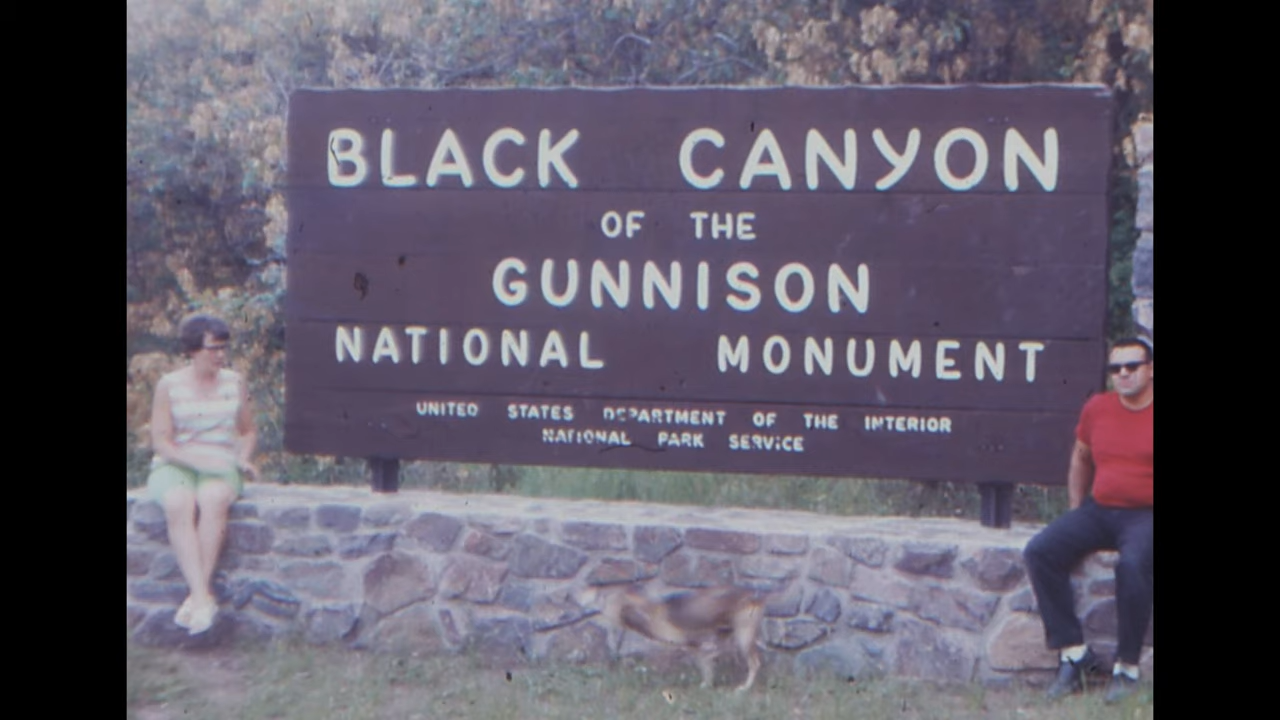 BLACK CANYON
OF THE
GUNNISON
NATIONAL MONUMENT
UNITED STATES DEPARTMENT OF THE INTERIOR
NATIONAL PARK SERVICE